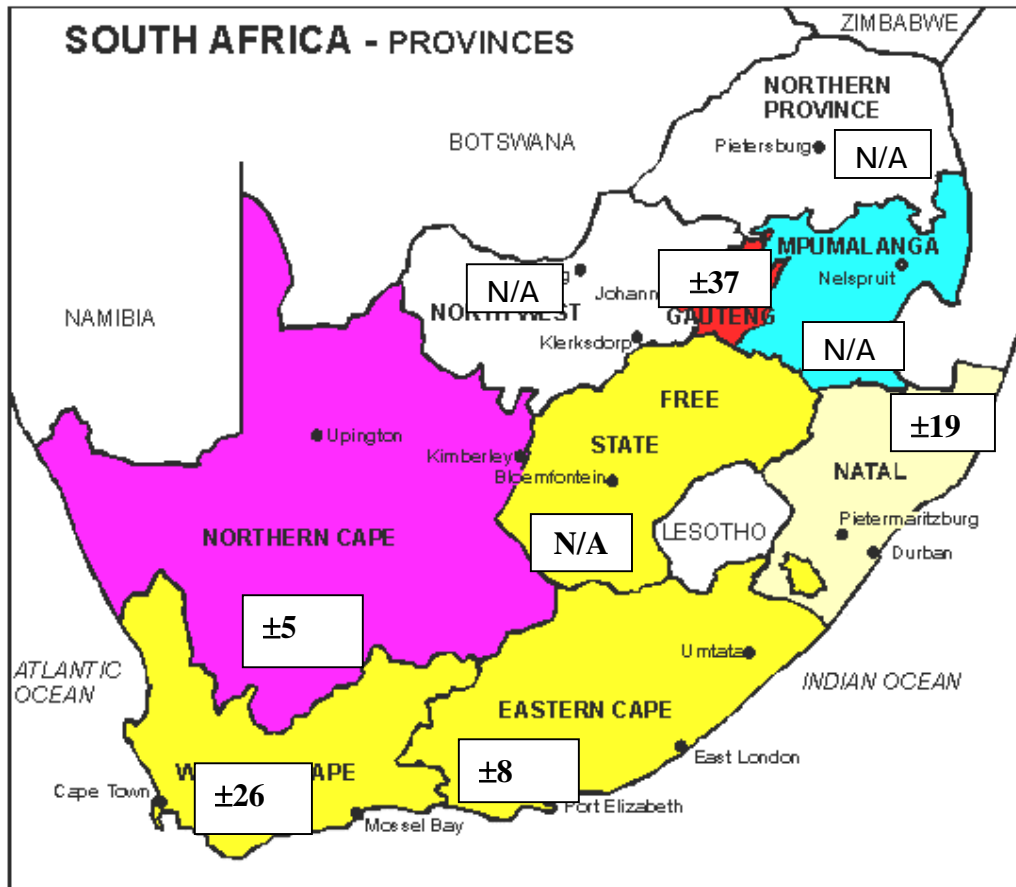 SOUTH AFRICA - PROVINCES
ZIMBABWE
NORTHERN
PROVINCE
BOTSWANA
Pietersburg
N/A
MPUMALANGA
Nelspruit
±37
GAUTENG
N/A
NORTH WEST
Klerksdorp
N/A
NAMIBIA
FREE
STATE
±19
NATAL
Upington
Kimberley
Bloemfontein
LESOTHO
Pietermaritzburg
Durban
NORTHERN CAPE
N/A
±5
Umtata
ATLANTIC
OCEAN
INDIAN OCEAN
EASTERN CAPE
East London
±8
Port Elizabeth
±26
Cape Town
Mossel Bay